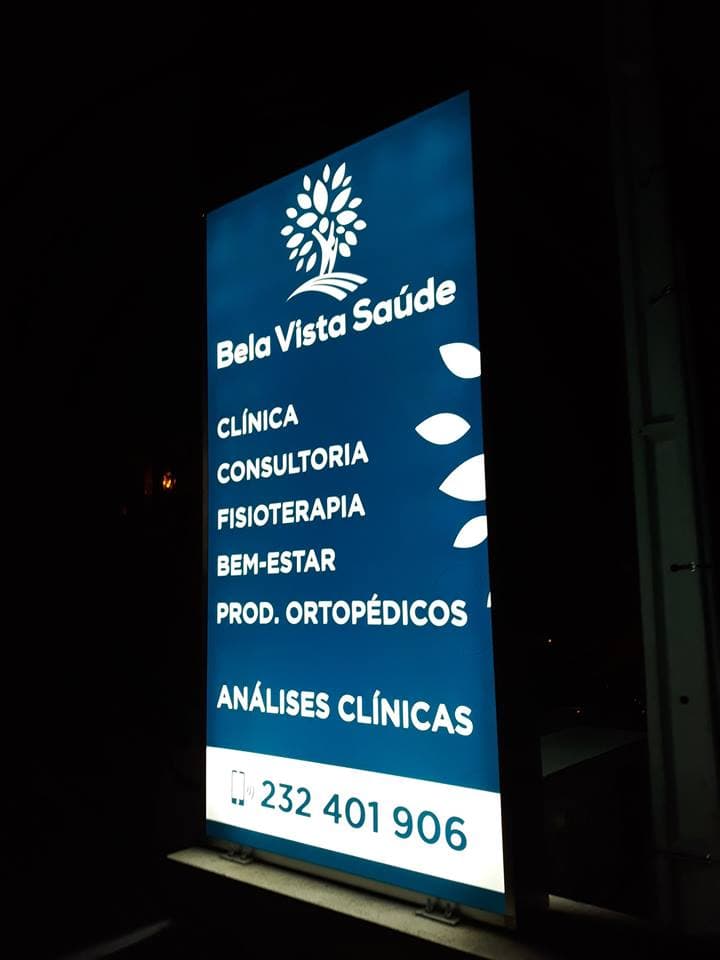 Bela Vista Saúde
CLÍNICA
CONSULTORIA
FISIOTERAPIA
BEM-ESTAR
PROD. ORTOPÉDICOS
ANÁLISES CLÍNICAS
232 401 906